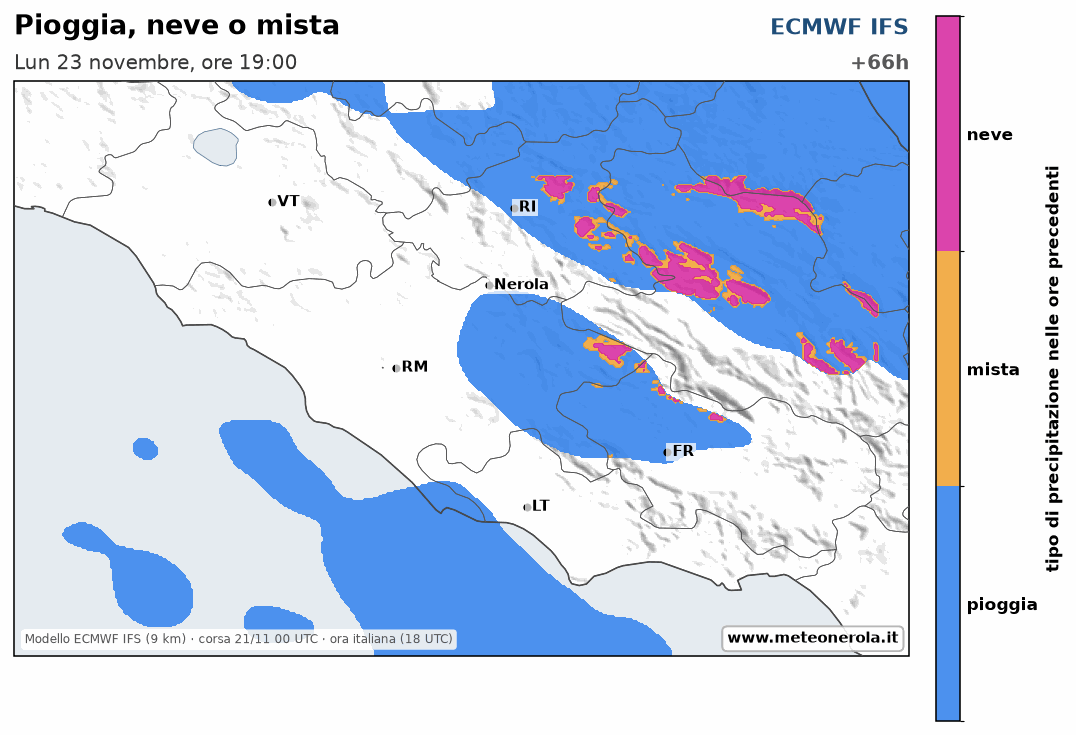 Pioggia, neve o mista
ECMWF IFS
Lun 23 novembre, ore 19:00
+66h
neve
VT
RI
Nerola
mista
RM
tipo di precipitazione nelle ore precedenti
FR
LT
pioggia
Modello ECMWF IFS (9 km) · corsa 21/11 00 UTC · ora italiana (18 UTC)
www.meteonerola.it